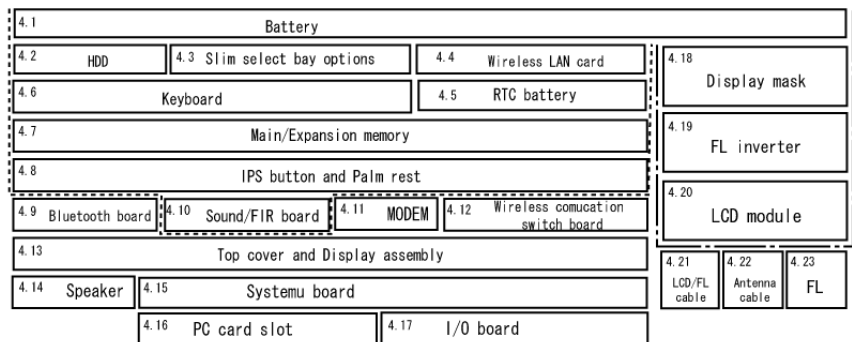 4.1 Battery
4.2 HDD
4.3 Slim select bay options
4.4 Wireless LAN card
4.18 Display mask
4.6 Keyboard
4.5 RTC battery
4.7 Main/Expansion memory
4.19 FL inverter
4.8 IPS button and Palm rest
4.20 LCD module
4.9 Bluetooth board
4.10 Sound/FIR board
4.11 MODEM
4.12 Wireless comucation
switch board
4.13 Top cover and Display assembly
4.21
LCD/FL
cable
4.22
Antenna
cable
4.23
FL
4.14 Speaker
4.15 Systemu board
4.16 PC card slot
4.17 I/O board